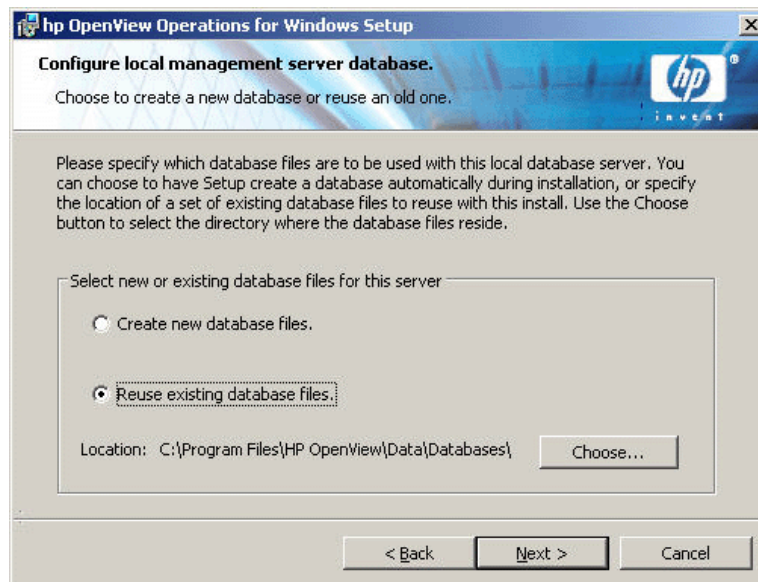 hp OpenView Operations for Windows Setup
Configure local management server database.
Choose to create a new database or reuse an old one.
hp
®
invent
Please specify which database files are to be used with this local database server. You
can choose to have Setup create a database automatically during installation, or specify
the location of a set of existing database files to reuse with this install. Use the Choose
button to select the directory where the database files reside.
Select new or existing database files for this server
Create new database files.
Reuse existing database files.
Location: C:\Program Files\HP OpenView\Data\Databases\ Choose...
< Back Next > Cancel